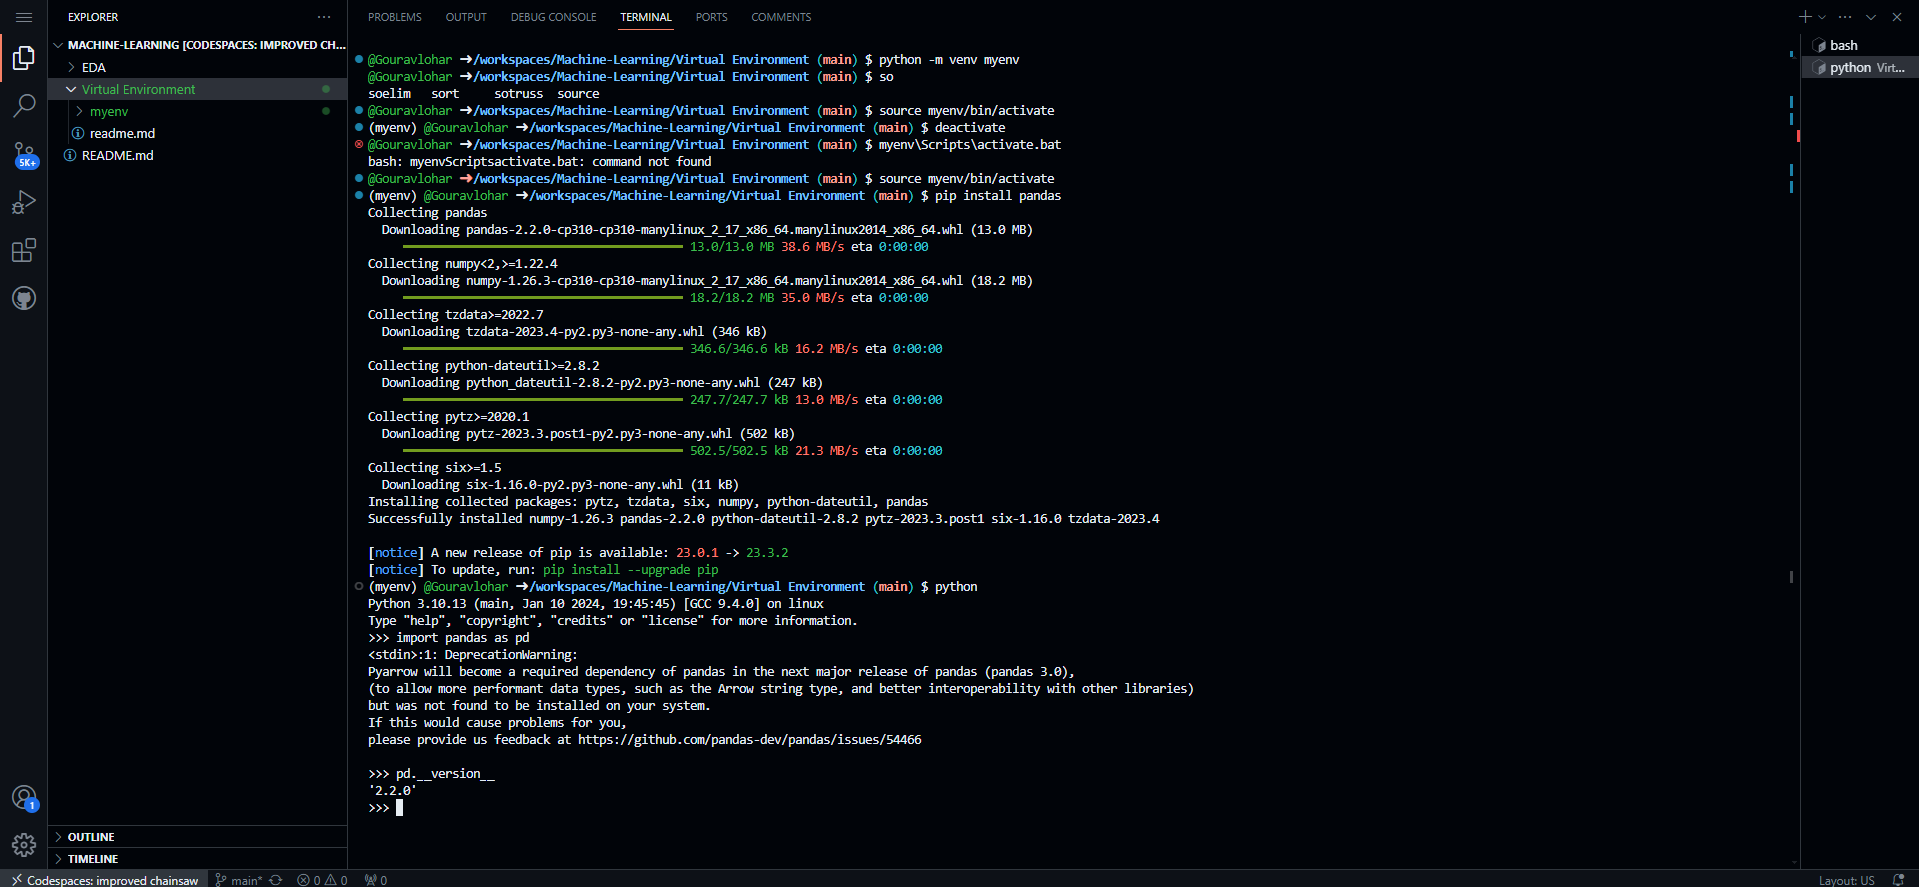 EXPLORER
MACHINE-LEARNING [CODESPACES: IMPROVED CH...
EDA
Virtual Environment
myenv
readme.md
README.md
5K+
1
OUTLINE
TIMELINE
PROBLEMS OUTPUT DEBUG CONSOLE TERMINAL PORTS COMMENTS
@Gouravlohar ➜/workspaces/Machine-Learning/Virtual Environment (main) $ python -m venv myenv
@Gouravlohar ➜/workspaces/Machine-Learning/Virtual Environment (main) $ so
soelim sort sotruss source
@Gouravlohar ➜/workspaces/Machine-Learning/Virtual Environment (main) $ source myenv/bin/activate
(myenv) @Gouravlohar ➜/workspaces/Machine-Learning/Virtual Environment (main) $ deactivate
@Gouravlohar ➜/workspaces/Machine-Learning/Virtual Environment (main) $ myenv\Scripts\activate.bat
bash: myenvScriptsactivate.bat: command not found
@Gouravlohar ➜/workspaces/Machine-Learning/Virtual Environment (main) $ source myenv/bin/activate
(myenv) @Gouravlohar ➜/workspaces/Machine-Learning/Virtual Environment (main) $ pip install pandas
Collecting pandas
Downloading pandas-2.2.0-cp310-cp310-manylinux_2_17_x86_64.manylinux2014_x86_64.whl (13.0 MB)
13.0/13.0 MB 38.6 MB/s eta 0:00:00
Collecting numpy<2,>=1.22.4
Downloading numpy-1.26.3-cp310-cp310-manylinux_2_17_x86_64.manylinux2014_x86_64.whl (18.2 MB)
18.2/18.2 MB 35.0 MB/s eta 0:00:00
Collecting tzdata>=2022.7
Downloading tzdata-2023.4-py2.py3-none-any.whl (346 kB)
346.6/346.6 kB 16.2 MB/s eta 0:00:00
Collecting python-dateutil>=2.8.2
Downloading python_dateutil-2.8.2-py2.py3-none-any.whl (247 kB)
247.7/247.7 kB 13.0 MB/s eta 0:00:00
Collecting pytz>=2020.1
Downloading pytz-2023.3.post1-py2.py3-none-any.whl (502 kB)
502.5/502.5 kB 21.3 MB/s eta 0:00:00
Collecting six>=1.5
Downloading six-1.16.0-py2.py3-none-any.whl (11 kB)
Installing collected packages: pytz, tzdata, six, numpy, python-dateutil, pandas
Successfully installed numpy-1.26.3 pandas-2.2.0 python-dateutil-2.8.2 pytz-2023.3.post1 six-1.16.0 tzdata-2023.4
[notice] A new release of pip is available: 23.0.1 -> 23.3.2
[notice] To update, run: pip install --upgrade pip
(myenv) @Gouravlohar ➜/workspaces/Machine-Learning/Virtual Environment (main) $ python
Python 3.10.13 (main, Jan 10 2024, 19:45:45) [GCC 9.4.0] on linux
Type "help", "copyright", "credits" or "license" for more information.
>>> import pandas as pd
<stdin>:1: DeprecationWarning:
Pyarrow will become a required dependency of pandas in the next major release of pandas (pandas 3.0),
(to allow more performant data types, such as the Arrow string type, and better interoperability with other libraries)
but was not found to be installed on your system.
If this would cause problems for you,
please provide us feedback at https://github.com/pandas-dev/pandas/issues/54466
>>> pd.__version__
'2.2.0'
>>>
bash
python Virt...
Codespaces: improved chainsaw main* 0 0 0 Layout: US